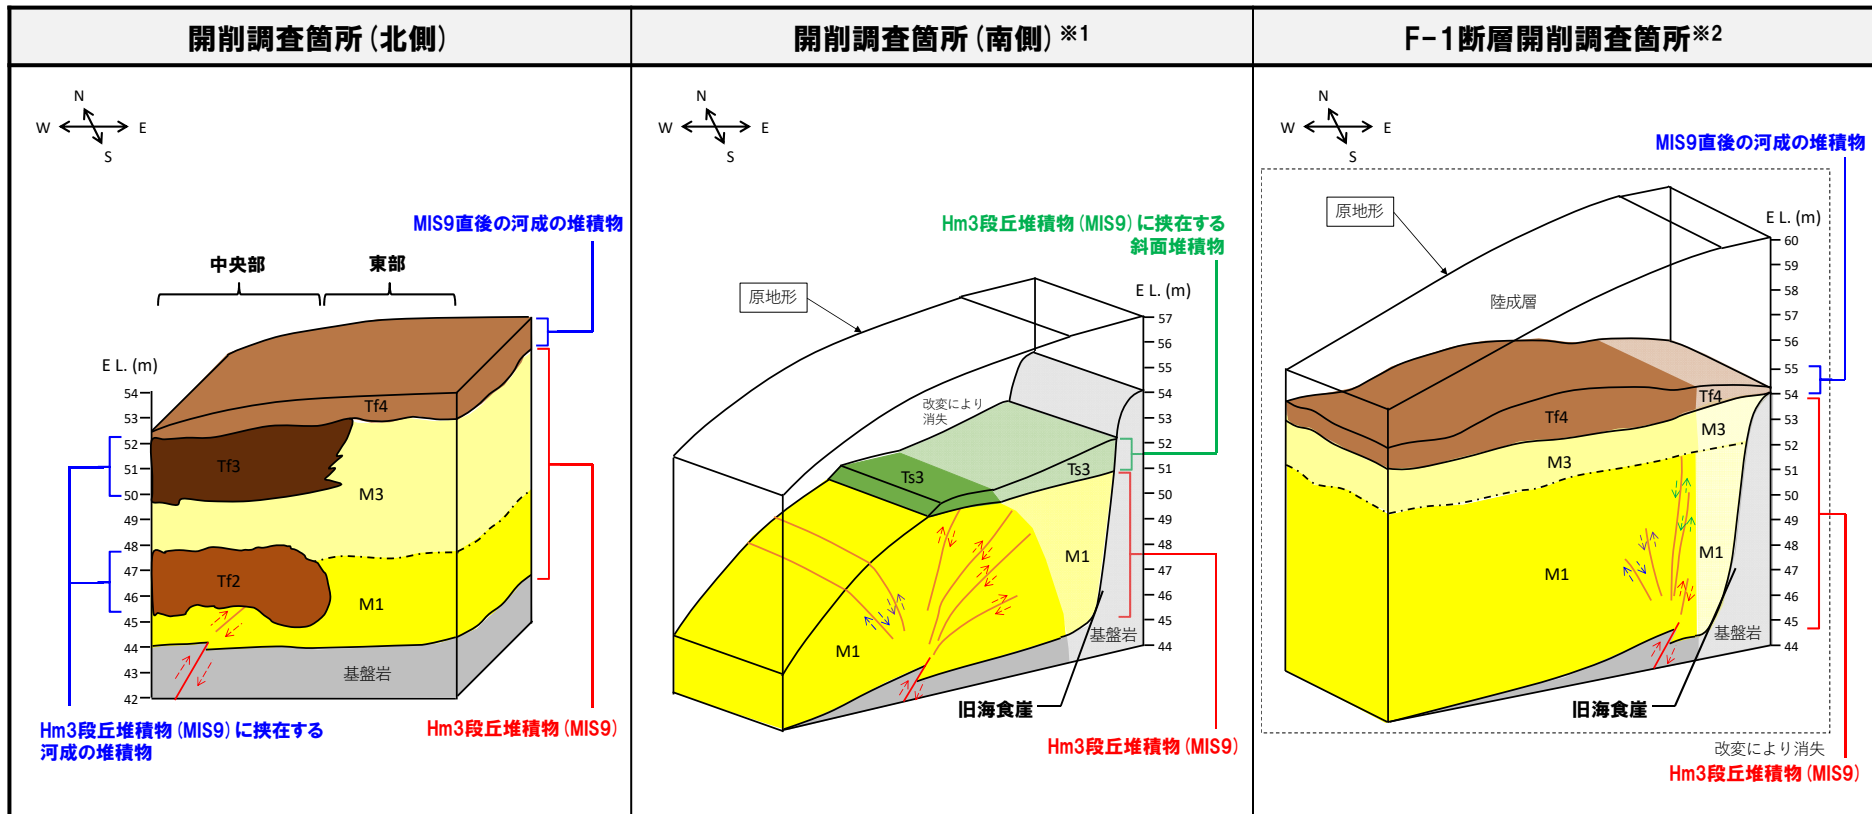 開削調査箇所(北側)
開削調査箇所(南側)※1
F-1断層開削調査箇所※2
N
W
E
S
MIS9直後の河成の堆積物
中央部
東部
E L. (m)
54
53
52
51
50
49
48
47
46
45
44
43
42
Tf4
Tf3
M3
Tf2
M1
基盤岩
Hm3段丘堆積物(MIS9)に挟在する
河成の堆積物
Hm3段丘堆積物(MIS9)
N
W
E
S
Hm3段丘堆積物(MIS9)に挟在する
斜面堆積物
原地形
E L. (m)
57
56
55
54
53
52
51
50
49
48
47
46
45
44
改変により
消失
Ts3
Ts3
M1
M1
基盤岩
旧海食崖
Hm3段丘堆積物(MIS9)
N
W
E
S
MIS9直後の河成の堆積物
原地形
E L. (m)
60
59
58
57
55
54
53
52
51
50
49
48
47
46
45
44
陸成層
Tf4
Tf4
M3
M3
M1
M1
基盤岩
旧海食崖
改変により消失
Hm3段丘堆積物(MIS9)